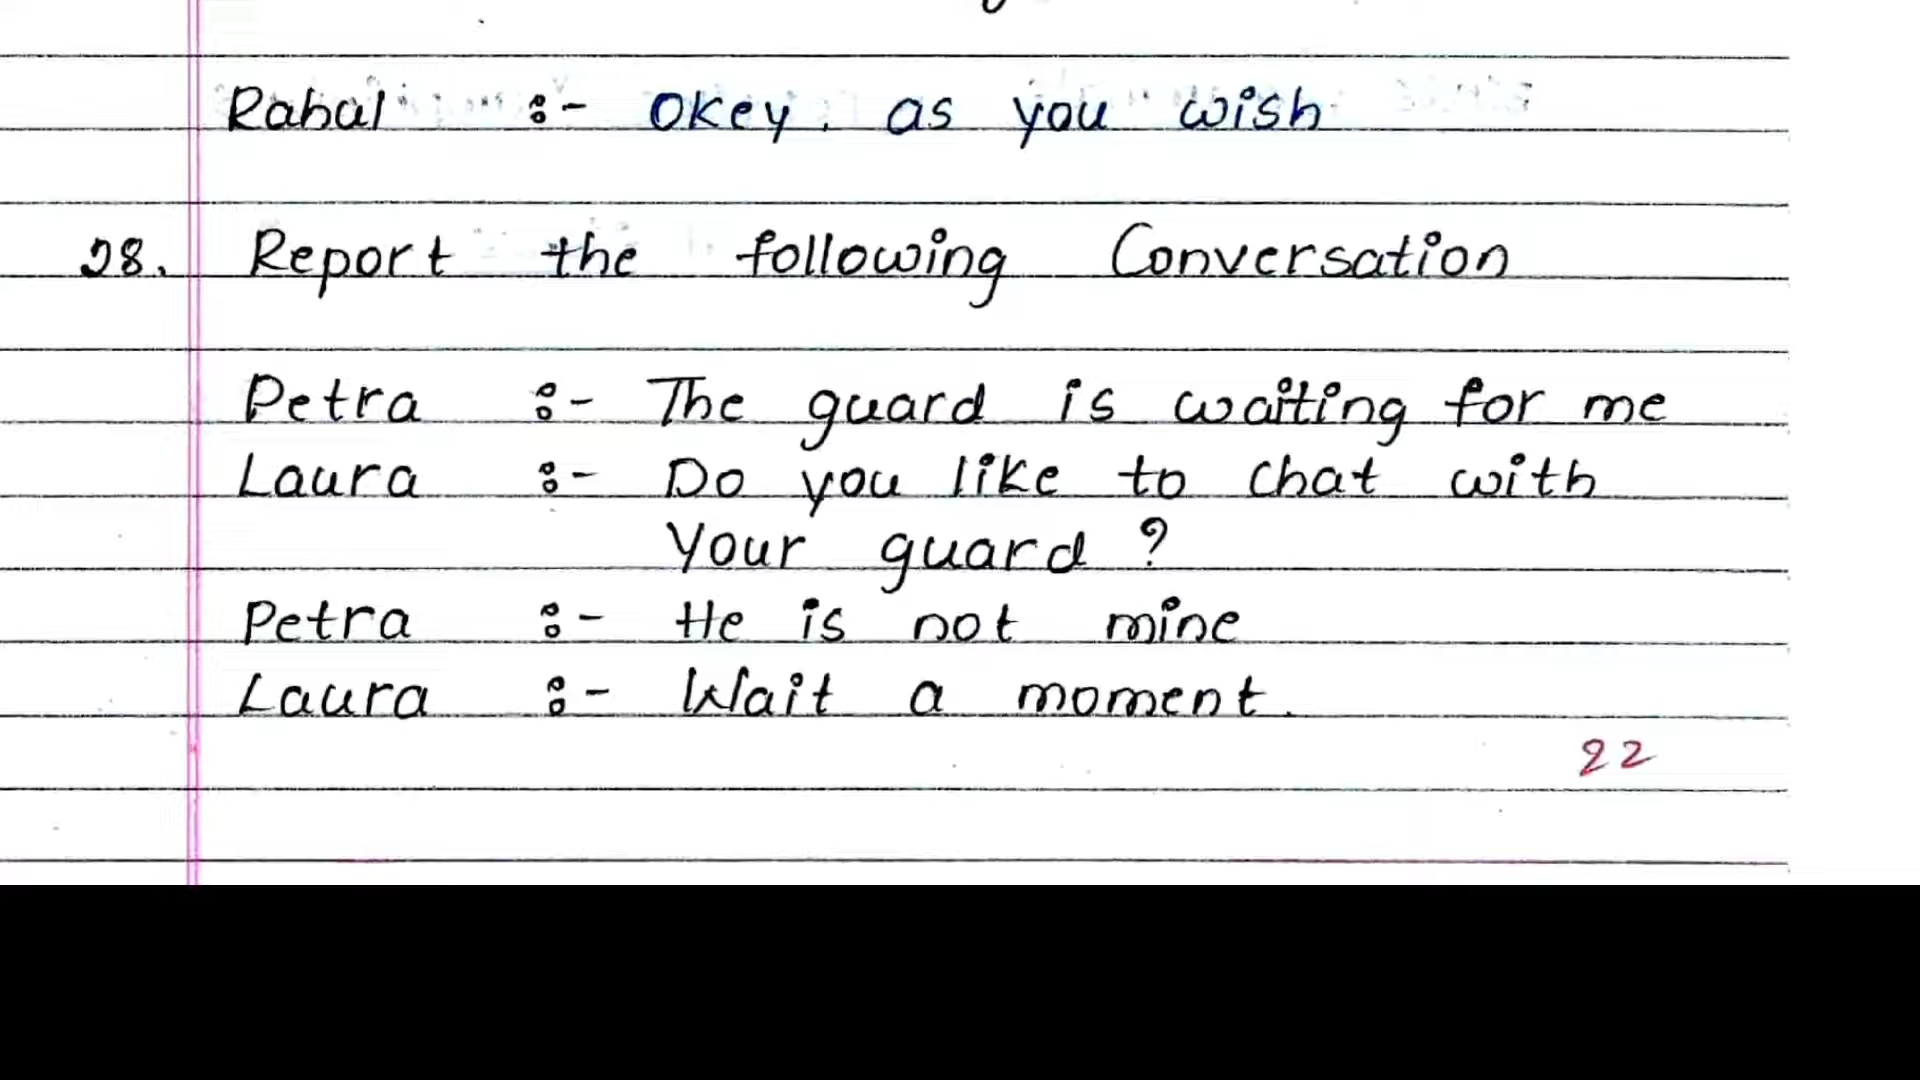 Rahul :- Okey. as you wish
28. Report the following Conversation
Petra :- The guard is waiting for me
Laura :- Do you like to chat with
Your guard ?
Petra :- He is not mine
Laura :- Wait a moment.
22